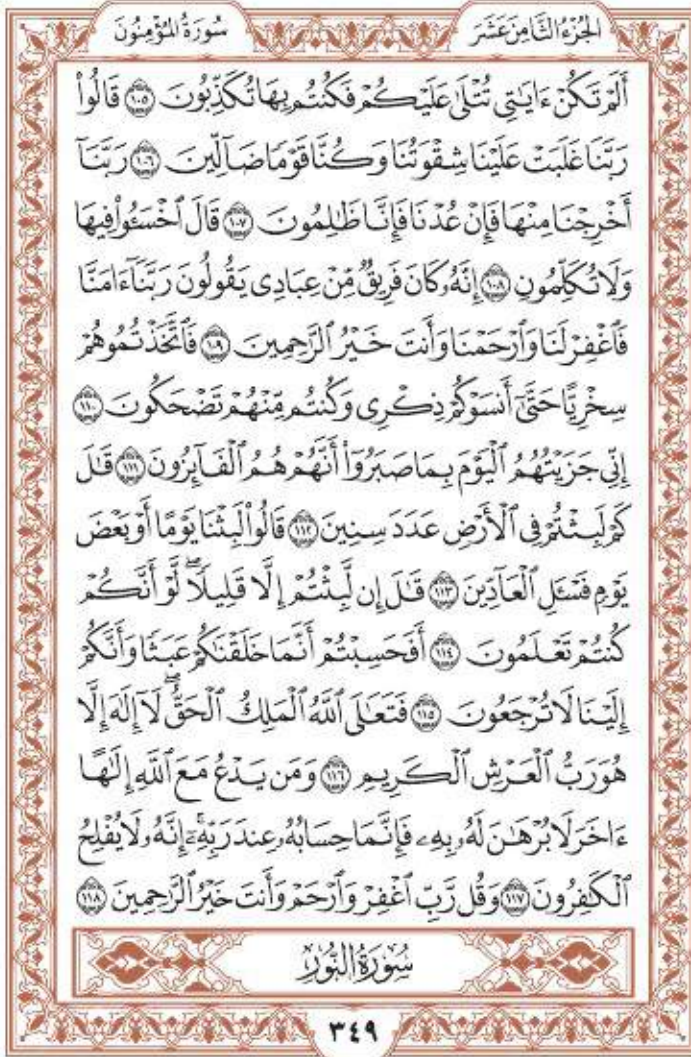 الجُزْءُ الثَّامِنَ عَشَرَ
سُورَةُ المُؤْمِنُونَ
أَلَمْ تَكُنْ ءَايَٰتِى تُتْلَىٰ عَلَيْكُمْ فَكُنتُم بِهَا تُكَذِّبُونَ ١٠٥ قَالُوا۟
رَبَّنَا غَلَبَتْ عَلَيْنَا شِقْوَتُنَا وَكُنَّا قَوْمًا ضَآلِّينَ ١٠٦ رَبَّنَآ
أَخْرِجْنَا مِنْهَا فَإِنْ عُدْنَا فَإِنَّا ظَٰلِمُونَ ١٠٧ قَالَ ٱخْسَـُٔوا۟ فِيهَا
وَلَا تُكَلِّمُونِ ١٠٨ إِنَّهُۥ كَانَ فَرِيقٌ مِّنْ عِبَادِى يَقُولُونَ رَبَّنَآ ءَامَنَّا
فَٱغْفِرْ لَنَا وَٱرْحَمْنَا وَأَنتَ خَيْرُ ٱلرَّٰحِمِينَ ١٠٩ فَٱتَّخَذْتُمُوهُمْ
سِخْرِيًّا حَتَّىٰٓ أَنسَوْكُمْ ذِكْرِى وَكُنتُم مِّنْهُمْ تَضْحَكُونَ ١١٠
إِنِّى جَزَيْتُهُمُ ٱلْيَوْمَ بِمَا صَبَرُوٓا۟ أَنَّهُمْ هُمُ ٱلْفَآئِزُونَ ١١١ قَٰلَ
كَمْ لَبِثْتُمْ فِى ٱلْأَرْضِ عَدَدَ سِنِينَ ١١٢ قَالُوا۟ لَبِثْنَا يَوْمًا أَوْ بَعْضَ
يَوْمٍ فَسْـَٔلِ ٱلْعَآدِّينَ ١١٣ قَٰلَ إِن لَّبِثْتُمْ إِلَّا قَلِيلًا ۖ لَّوْ أَنَّكُمْ
كُنتُمْ تَعْلَمُونَ ١١٤ أَفَحَسِبْتُمْ أَنَّمَا خَلَقْنَٰكُمْ عَبَثًا وَأَنَّكُمْ
إِلَيْنَا لَا تُرْجَعُونَ ١١٥ فَتَعَٰلَى ٱللَّهُ ٱلْمَلِكُ ٱلْحَقُّ ۖ لَآ إِلَٰهَ إِلَّا
هُوَ رَبُّ ٱلْعَرْشِ ٱلْكَرِيمِ ١١٦ وَمَن يَدْعُ مَعَ ٱللَّهِ إِلَٰهًا
ءَاخَرَ لَا بُرْهَٰنَ لَهُۥ بِهِۦ فَإِنَّمَا حِسَابُهُۥ عِندَ رَبِّهِۦٓ ۚ إِنَّهُۥ لَا يُفْلِحُ
ٱلْكَٰفِرُونَ ١١٧ وَقُل رَّبِّ ٱغْفِرْ وَٱرْحَمْ وَأَنتَ خَيْرُ ٱلرَّٰحِمِينَ ١١٨
سُورَةُ النُّورِ
٣٤٩